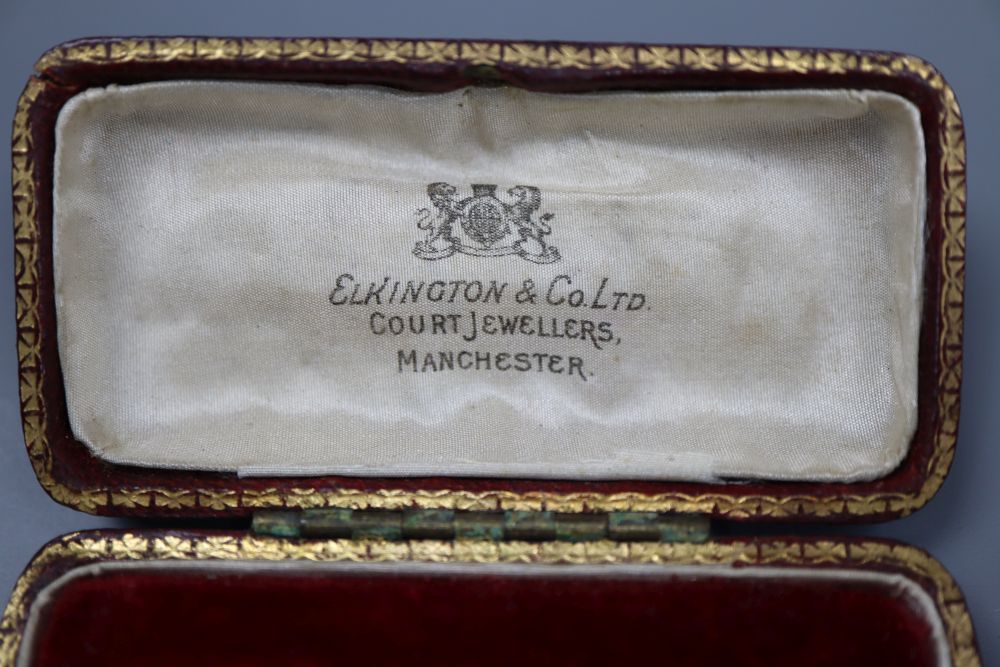 ELKINGTON & CO. LTD.
COURT JEWELLERS,
MANCHESTER.